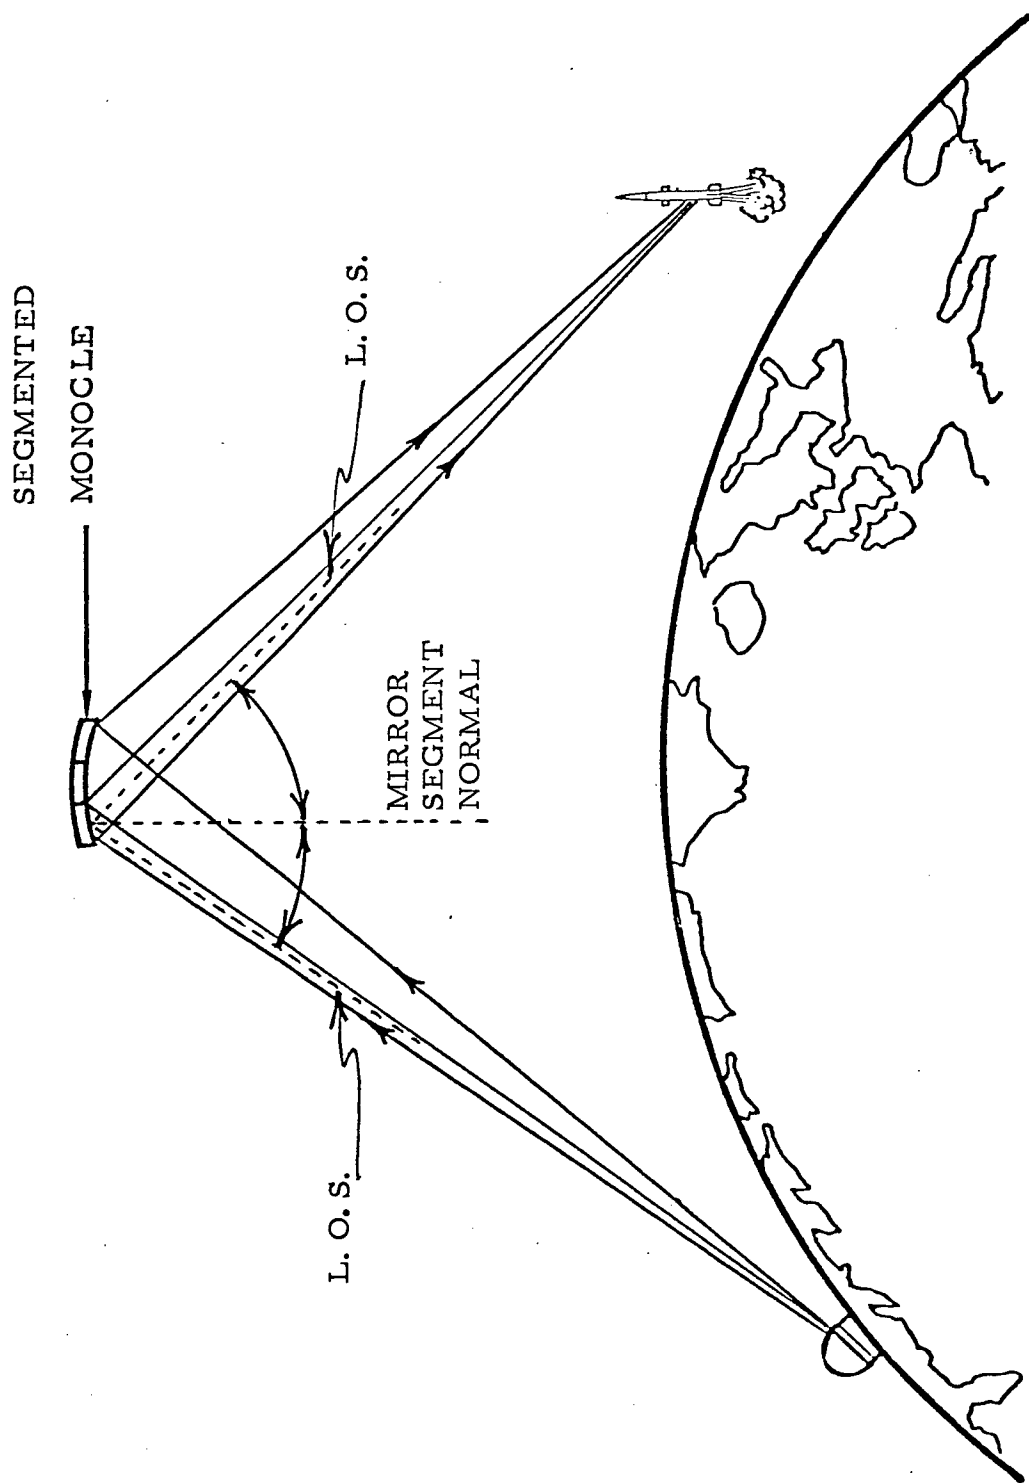 SEGMENTED
MONOCLE
L. O. S.
MIRROR
SEGMENT
NORMAL
L. O. S.